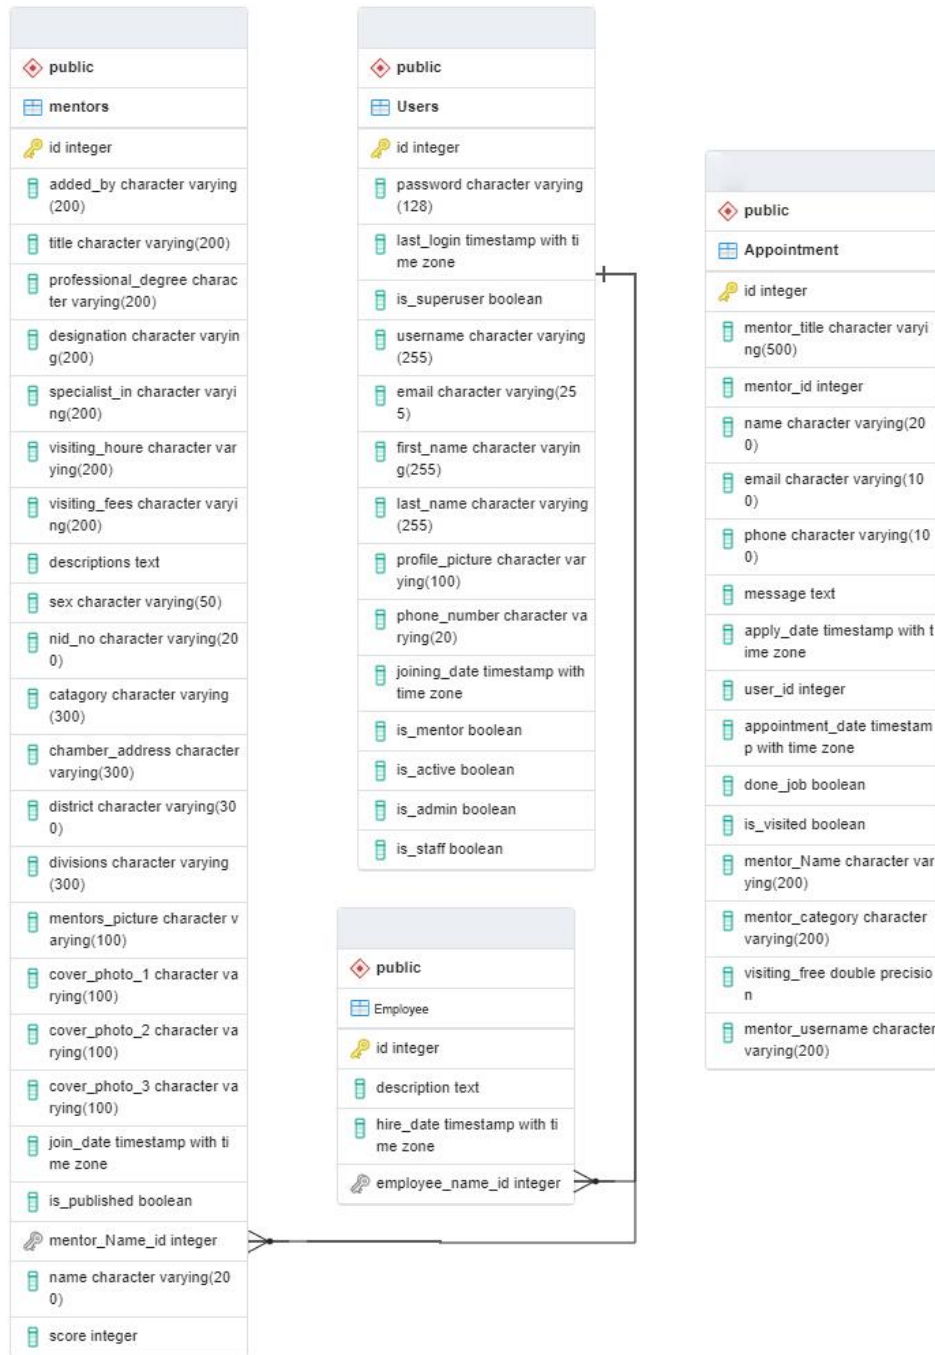 public
mentors
id integer
added_by character varying
(200)
title character varying(200)
professional_degree charac
ter varying(200)
designation character varyin
g(200)
specialist_in character varyi
ng(200)
visiting_houre character var
ying(200)
visiting_fees character varyi
ng(200)
descriptions text
sex character varying(50)
nid_no character varying(20
0)
catagory character varying
(300)
chamber_address character
varying(300)
district character varying(30
0)
divisions character varying
(300)
mentors_picture character v
arying(100)
cover_photo_1 character va
rying(100)
cover_photo_2 character va
rying(100)
cover_photo_3 character va
rying(100)
join_date timestamp with ti
me zone
is_published boolean
mentor_Name_id integer
name character varying(20
0)
score integer
public
Users
id integer
password character varying
(128)
last_login timestamp with ti
me zone
is_superuser boolean
username character varying
(255)
email character varying(25
5)
first_name character varyin
g(255)
last_name character varying
(255)
profile_picture character var
ying(100)
phone_number character va
rying(20)
joining_date timestamp with
time zone
is_mentor boolean
is_active boolean
is_admin boolean
is_staff boolean
public
Employee
id integer
description text
hire_date timestamp with ti
me zone
employee_name_id integer
public
Appointment
id integer
mentor_title character varyi
ng(500)
mentor_id integer
name character varying(20
0)
email character varying(10
0)
phone character varying(10
0)
message text
apply_date timestamp with t
ime zone
user_id integer
appointment_date timestam
p with time zone
done_job boolean
is_visited boolean
mentor_Name character var
ying(200)
mentor_category character
varying(200)
visiting_free double precisio
n
mentor_username character
varying(200)